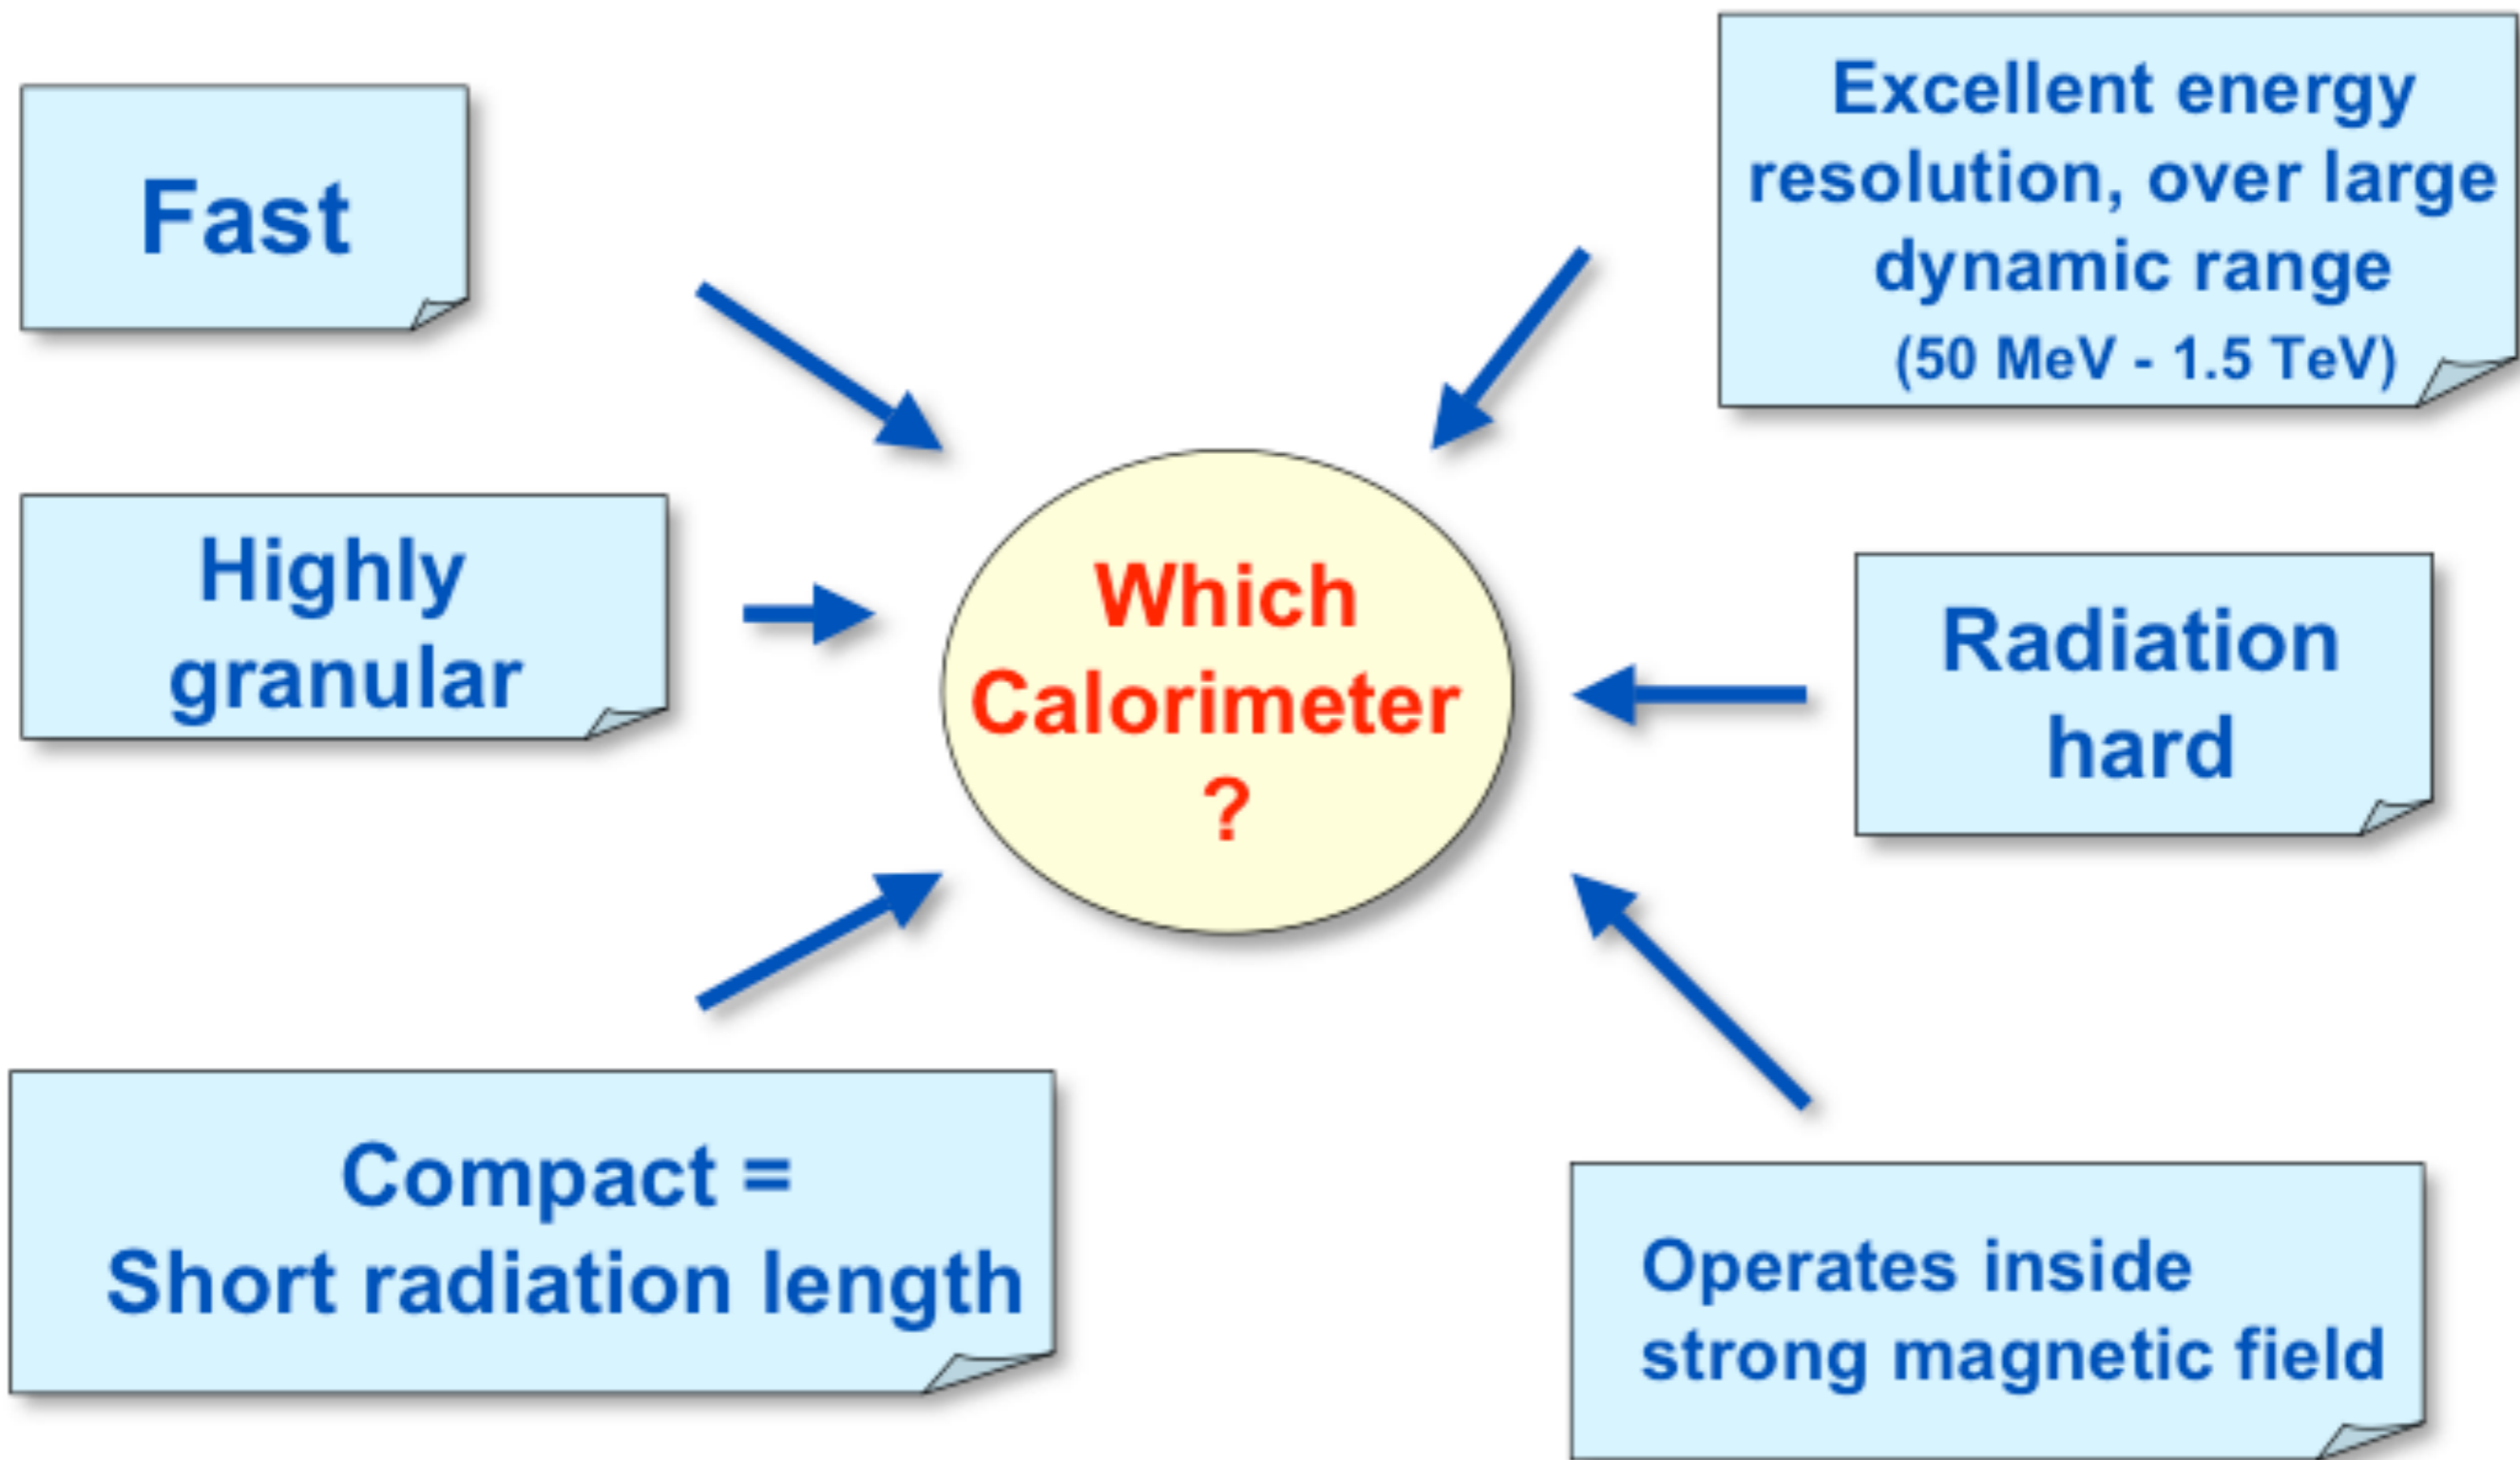 Fast
Excellent energy
resolution, over large
dynamic range
(50 MeV - 1.5 TeV)
Highly
granular
Which
Calorimeter
?
Radiation
hard
Compact =
Short radiation length
Operates inside
strong magnetic field